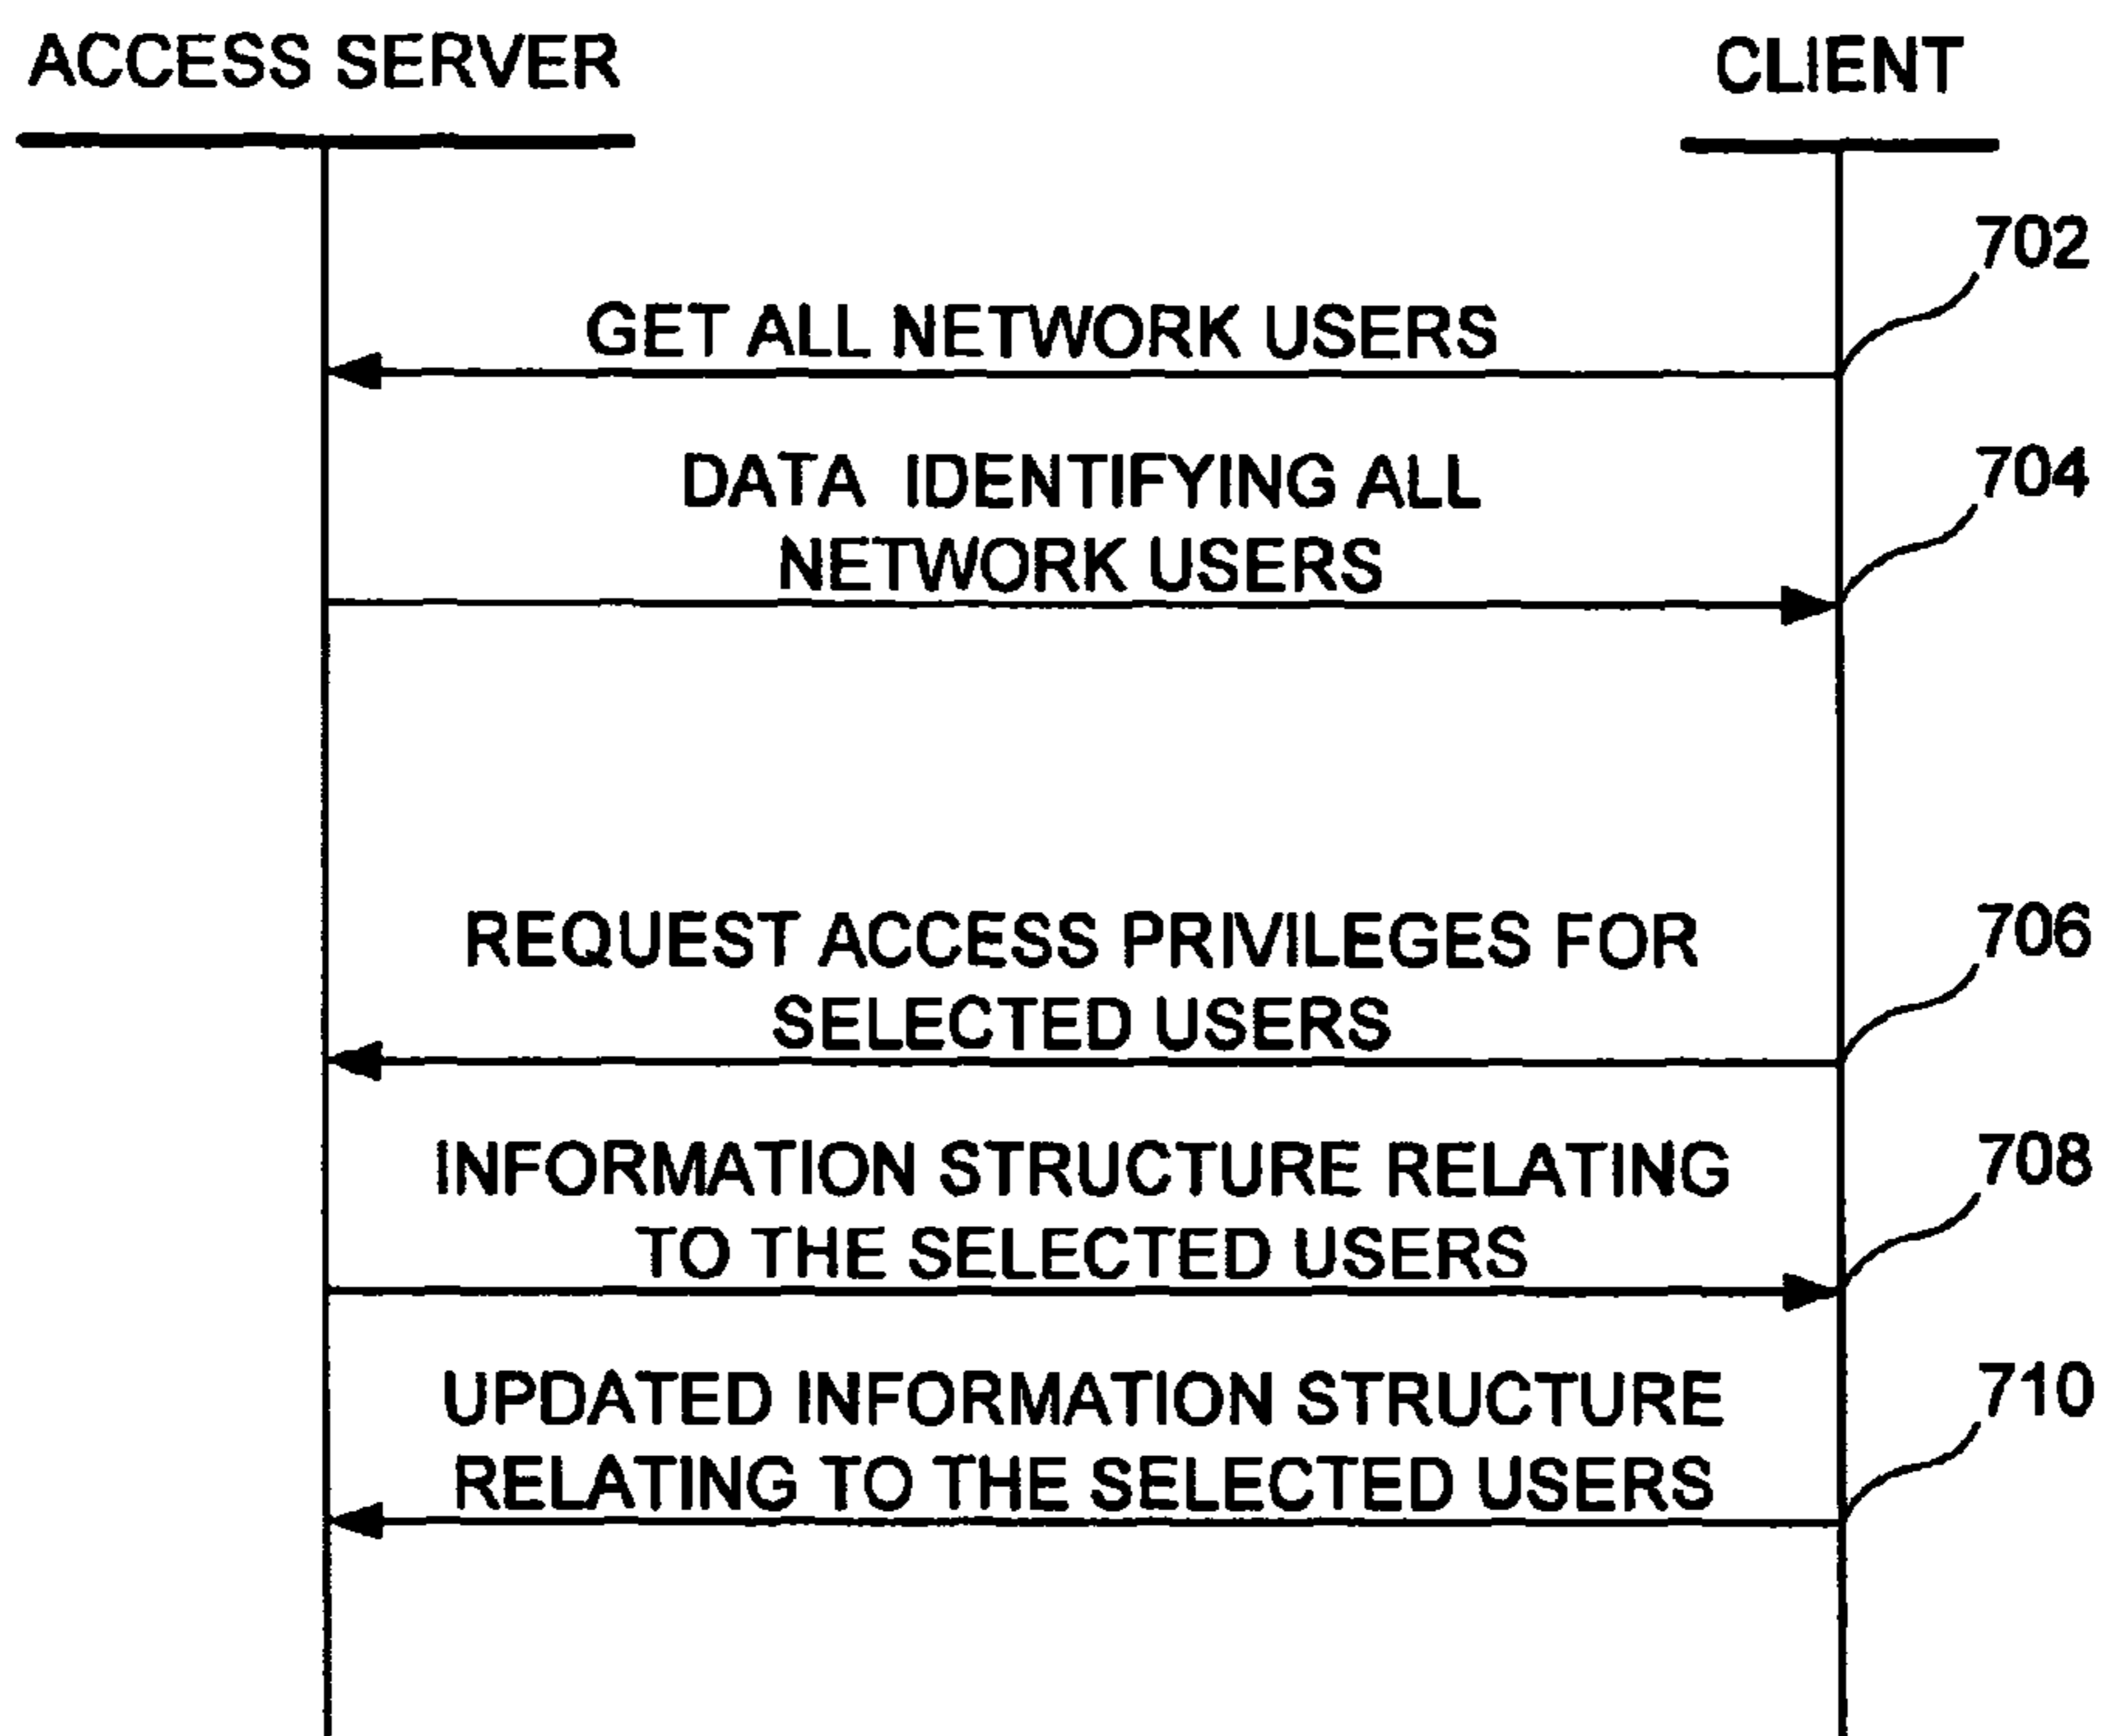 ACCESS SERVER
CLIENT
702
GET ALL NETWORK USERS
704
DATA IDENTIFYING ALL
NETWORK USERS
706
REQUEST ACCESS PRIVILEGES FOR
SELECTED USERS
708
INFORMATION STRUCTURE RELATING
TO THE SELECTED USERS
710
UPDATED INFORMATION STRUCTURE
RELATING TO THE SELECTED USERS